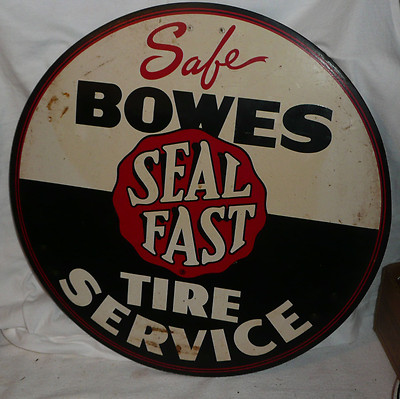 Safe
BOWES
SEAL
FAST
TIRE
SERVICE